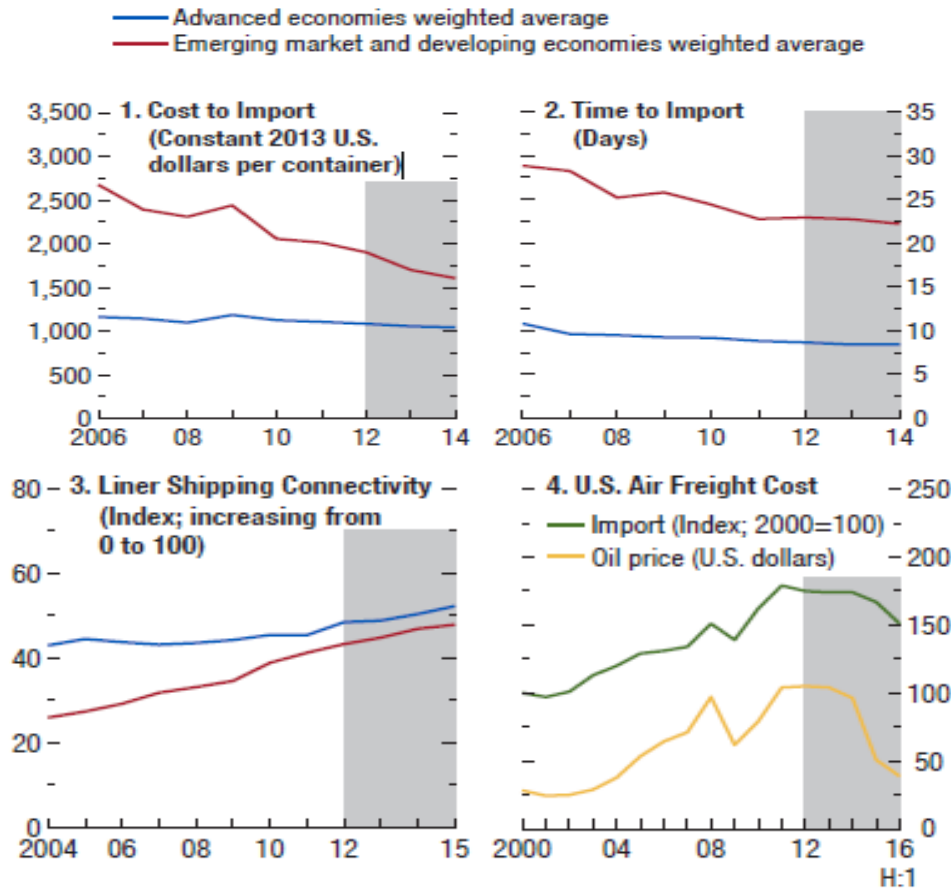 Advanced economies weighted average
Emerging market and developing economies weighted average
3,500
3,000
2,500
2,000
1,500
1,000
500
0
1. Cost to Import
(Constant 2013 U.S.
dollars per container)
2006 08 10 12 14
2. Time to Import
(Days)
35
30
25
20
15
10
5
0
2006 08 10 12 14
80
60
40
20
0
3. Liner Shipping Connectivity
(Index; increasing from
0 to 100)
2004 06 08 10 12 15
4. U.S. Air Freight Cost
Import (Index; 2000=100)
Oil price (U.S. dollars)
250
200
150
100
50
0
2000 04 08 12 16
H:1